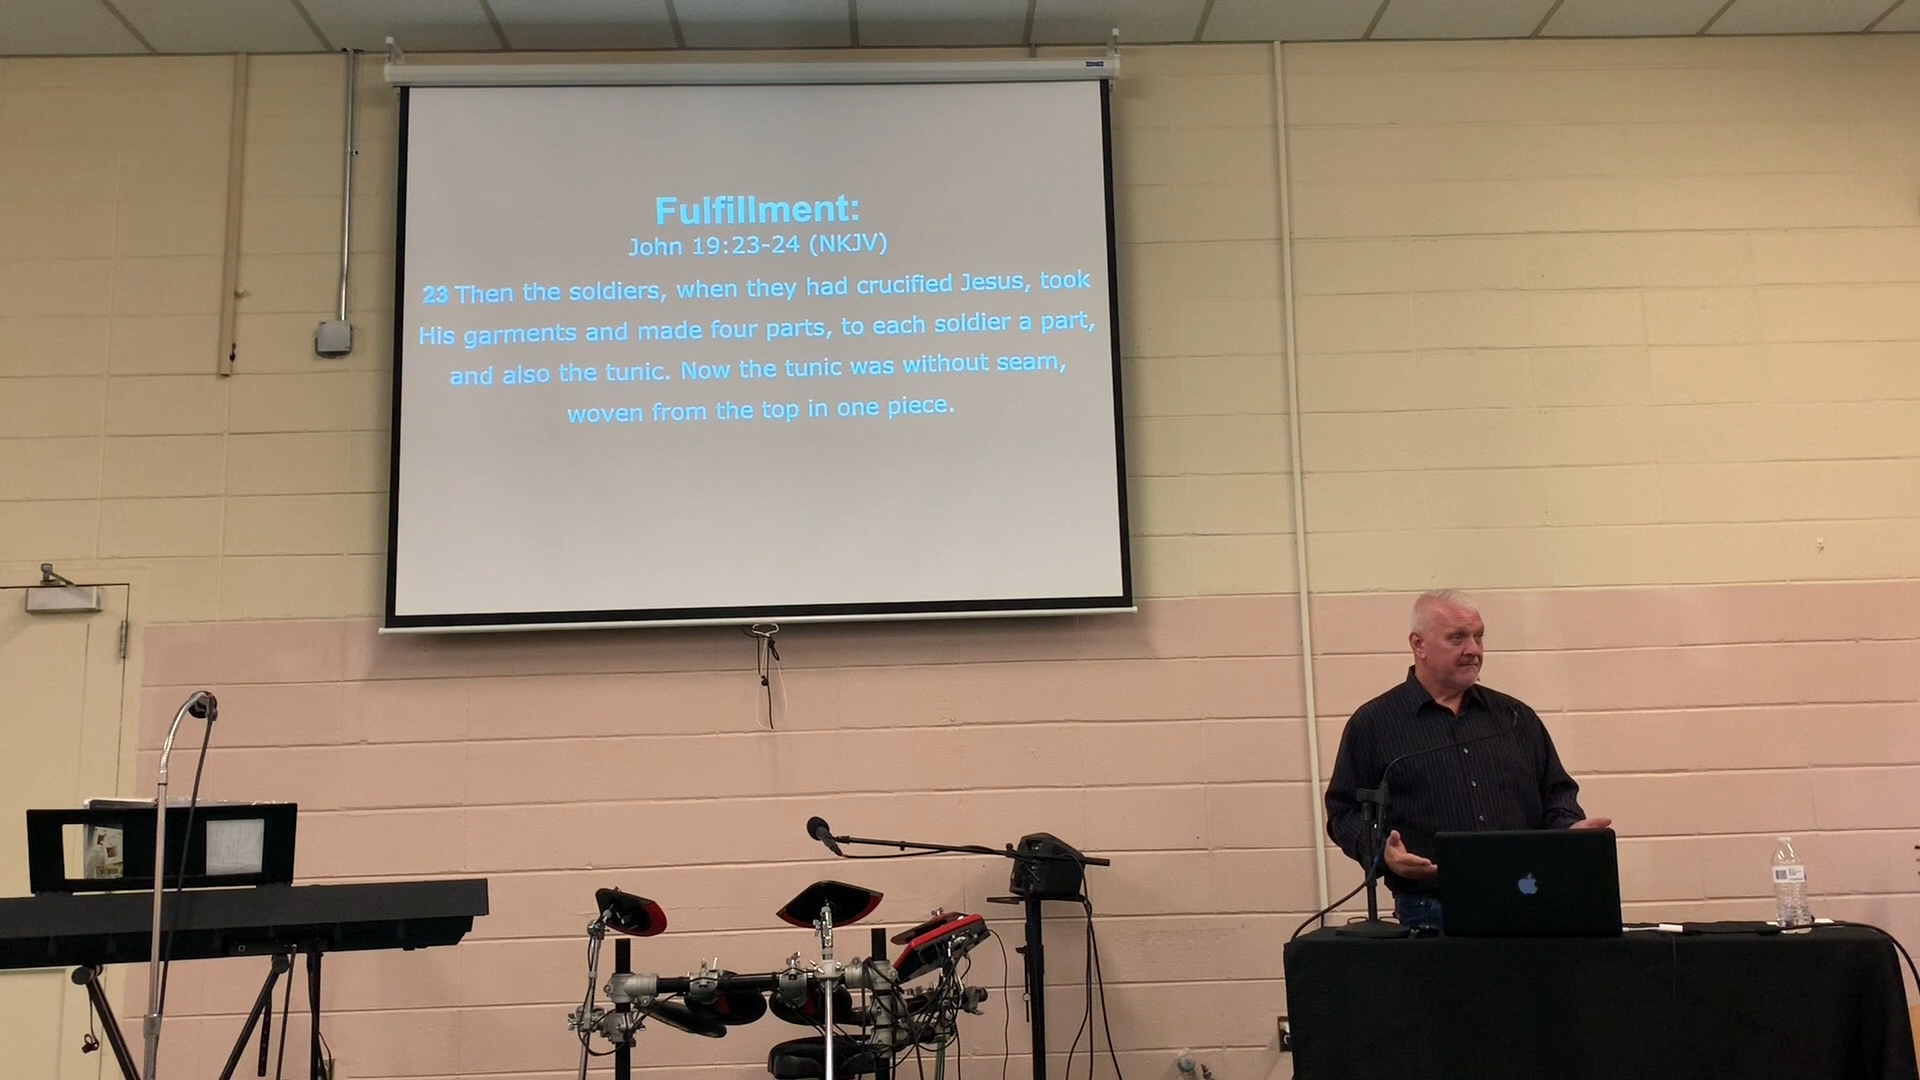 Fulfillment:
John 19:23-24 (NKJV)
23 Then the soldiers, when they had crucified Jesus, took
His garments and made four parts, to each soldier a part,
and also the tunic. Now the tunic was without seam,
woven from the top in one piece.